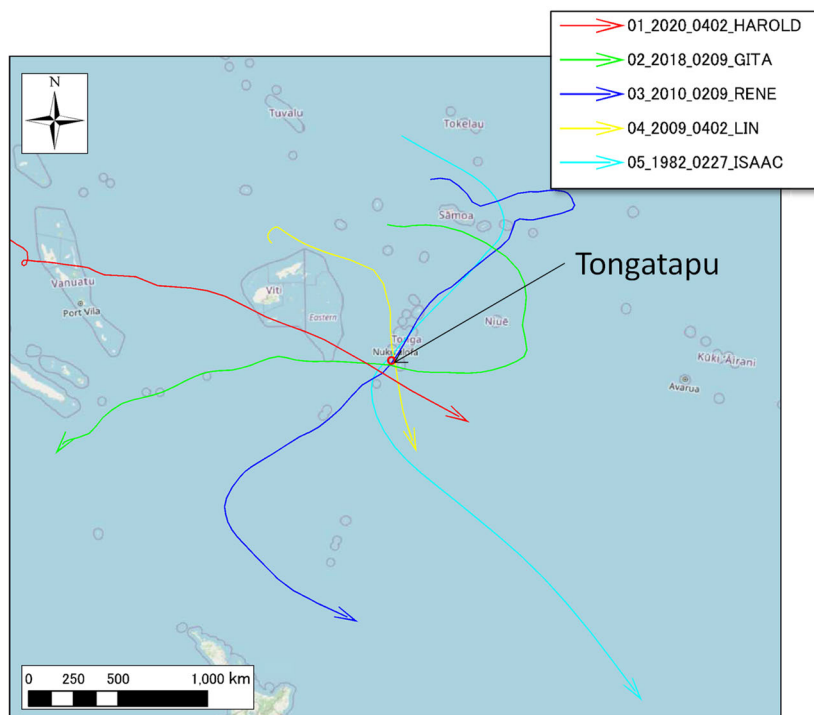 01_2020_0402_HAROLD
02_2018_0209_GITA
03_2010_0209_RENE
04_2009_0402_LIN
05_1982_0227_ISAAC
N
Tuvalu
Tokelau
Sāmoa
Vanuatu
Port Vila
Viti
Eastern
Tongatapu
Niuē
Tonga
Nuku'alofa
Kūki 'Āirani
Avarua
0 250 500 1,000 km